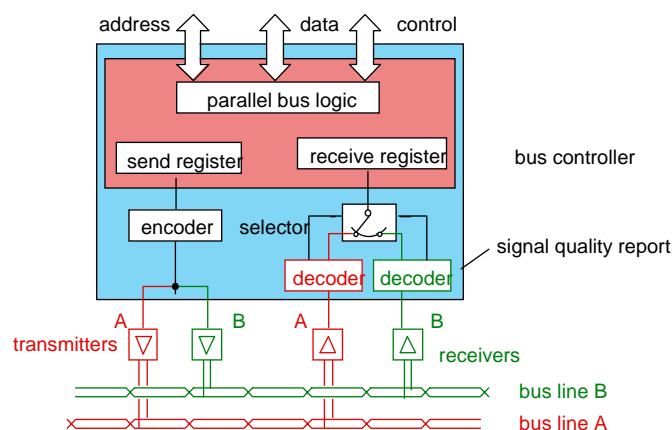 address data control
parallel bus logic
send register receive register
bus controller
encoder selector
signal quality report
decoder decoder
A B A B
transmitters
receivers
bus line B
bus line A